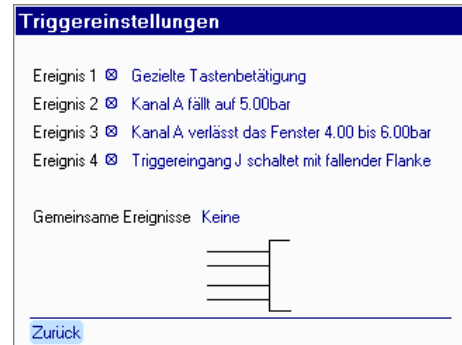 Triggereinstellungen
Ereignis 1 Gezielte Tastenbetätigung
Ereignis 2 Kanal A fällt auf 5.00bar
Ereignis 3 Kanal A verlässt das Fenster 4.00 bis 6.00bar
Ereignis 4 Triggereingang J schaltet mit fallender Flanke
Gemeinsame Ereignisse Keine
Zurück